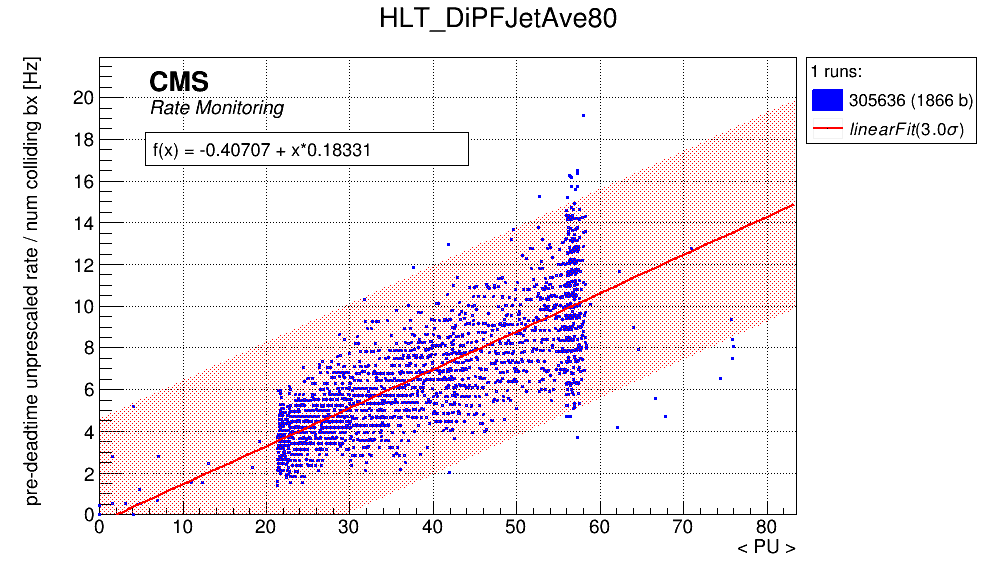 HLT_DiPFJetAve80
pre-deadtime unprescaled rate / num colliding bx [Hz]
CMS
Rate Monitoring
f(x) = -0.40707 + x*0.18331
1 runs:
305636 (1866 b)
linearFit(3.0σ)
20
18
16
14
12
10
8
6
4
2
0
0 10 20 30 40 50 60 70 80
< PU >